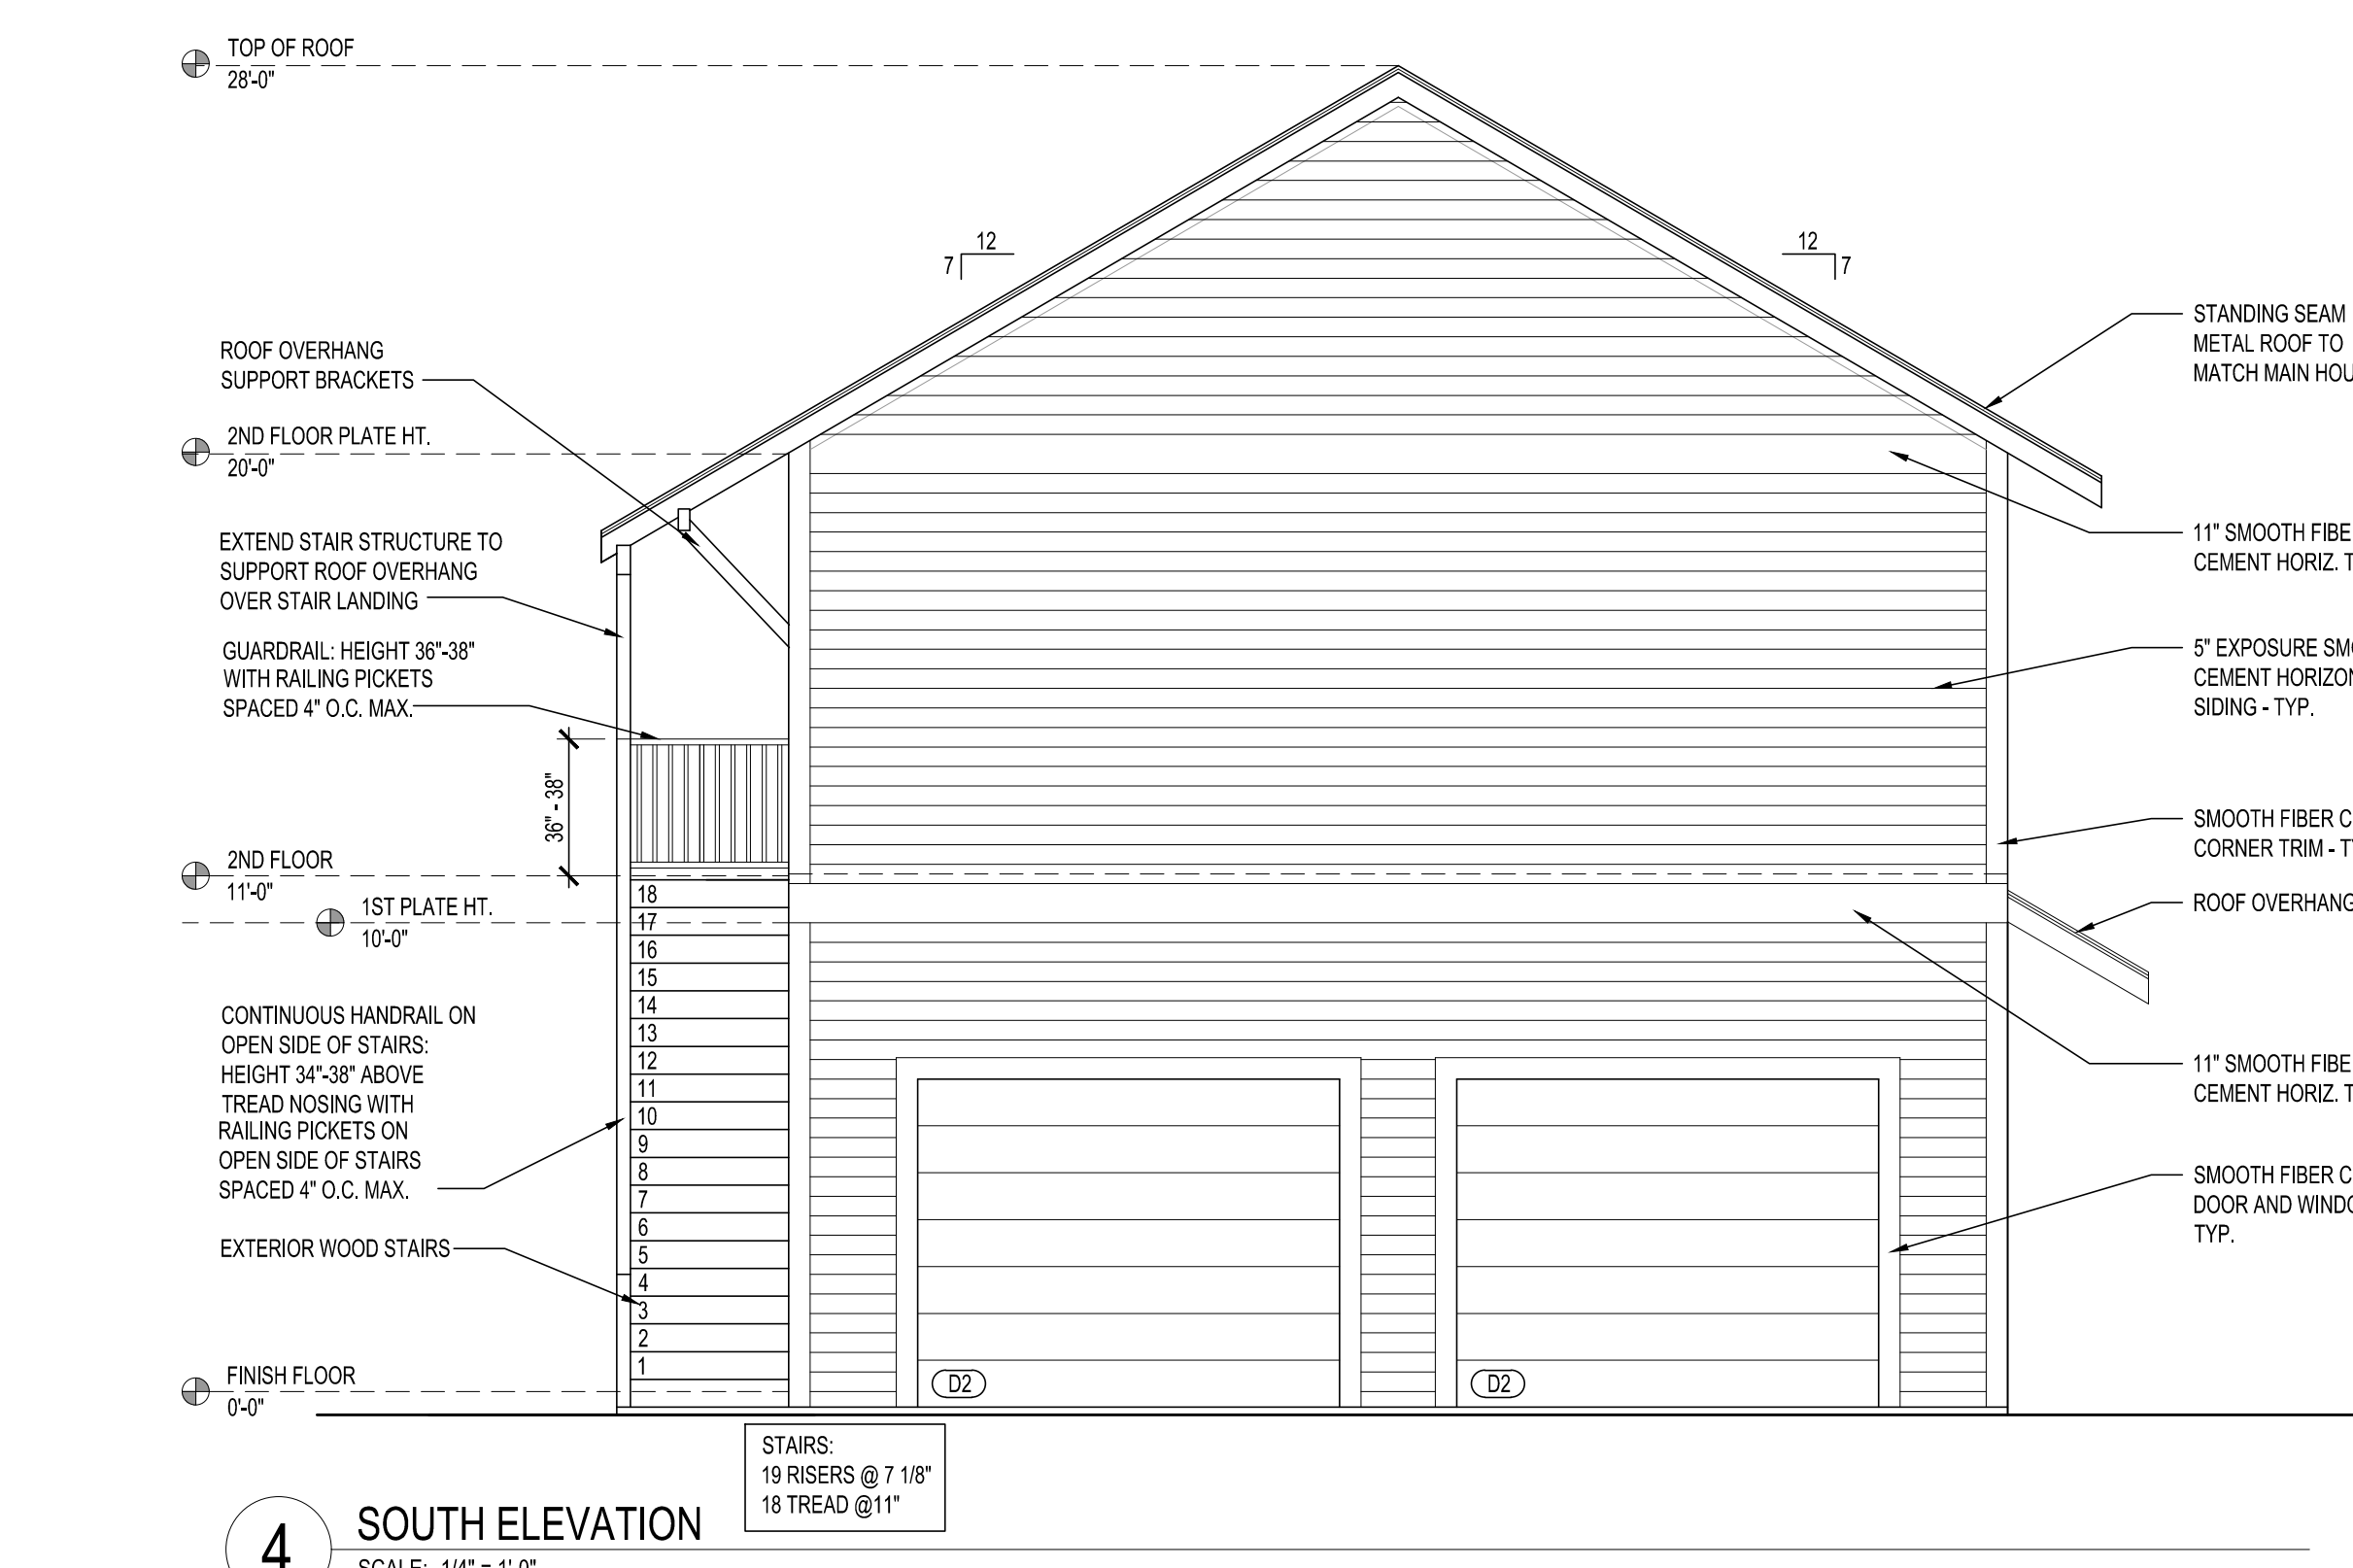 TOP OF ROOF
28'-0"
12
7
12
7
STANDING SEAM
METAL ROOF TO
MATCH MAIN
ROOF OVERHANG
SUPPORT BRACKETS
2ND FLOOR PLATE HT.
20'-0"
EXTEND STAIR STRUCTURE TO
SUPPORT ROOF OVERHANG
OVER STAIR LANDING
11" SMOOTH
CEMENT HORIZ.
GUARDRAIL: HEIGHT 36"-38"
WITH RAILING PICKETS
SPACED 4" O.C. MAX.
5" EXPOSURE
CEMENT
SIDING - TYP.
36" - 38"
SMOOTH FIBER
CORNER TRIM -
2ND FLOOR
11'-0"
1ST PLATE HT.
10'-0"
ROOF OVERHANG
18
17
16
15
14
13
12
11
10
9
8
7
6
5
4
3
2
1
CONTINUOUS HANDRAIL ON
OPEN SIDE OF STAIRS:
HEIGHT 34"-38" ABOVE
TREAD NOSING WITH
RAILING PICKETS ON
OPEN SIDE OF STAIRS
SPACED 4" O.C. MAX.
11" SMOOTH
CEMENT HORIZ.
SMOOTH FIBER
DOOR AND
TYP.
EXTERIOR WOOD STAIRS
FINISH FLOOR
0'-0"
D2
D2
STAIRS:
19 RISERS @ 7 1/8"
18 TREAD @11"
4
SOUTH ELEVATION
SCALE: 1/4" = 1'-0"